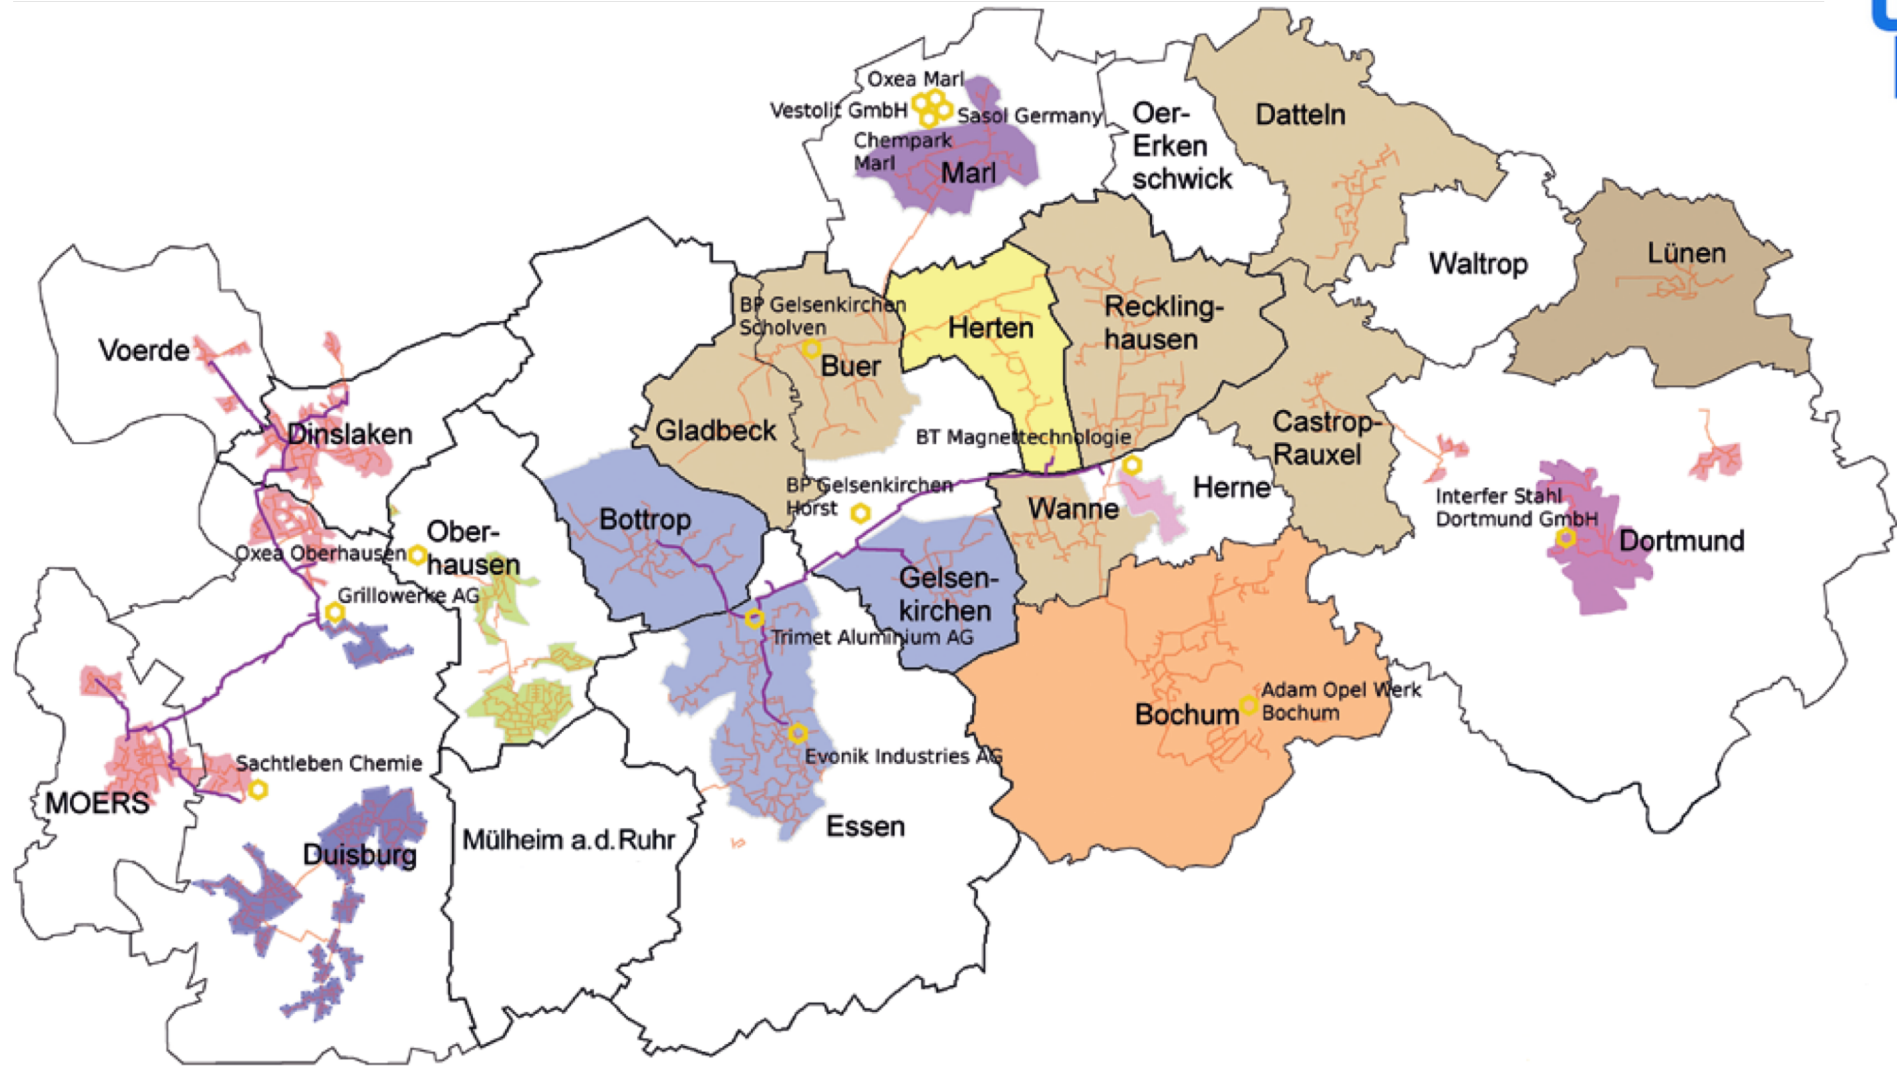 Oxea Marl
Vestolit GmbH
Sasol Germany
Chempark
Marl
Marl
Oer-
Erken
schwick
Datteln
Waltrop
Lünen
Voerde
BP Gelsenkirchen
Scholven
Buer
Herten
Reckling-
hausen
Dinslaken
Gladbeck
BT Magnettechnologie
Castrop-
Rauxel
BP Gelsenkirchen
Horst
Herne
Wanne
Bottrop
Ober-
hausen
Oxea Oberhausen
Grillowerke AG
Gelsen-
kirchen
Interfer Stahl
Dortmund GmbH
Dortmund
Trimet Aluminium AG
Adam Opel Werk
Bochum
Bochum
Evonik Industries AG
Sachtleben Chemie
MOERS
Duisburg
Mülheim a.d.Ruhr
Essen